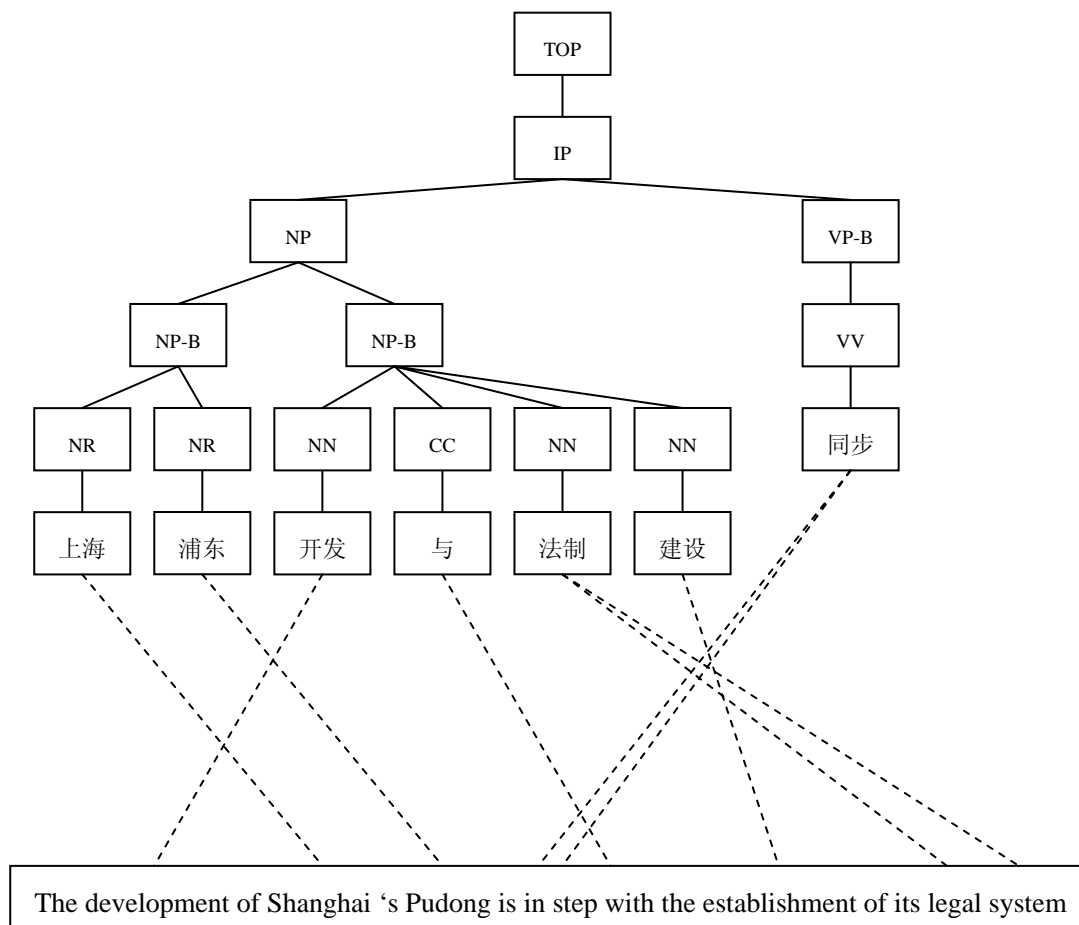 TOP
IP
NP VP-B
NP-B NP-B VV
NR NR NN CC NN NN 同步
上海 浦东 开发 与 法制 建设
The development of Shanghai ‘s Pudong is in step with the establishment of its legal system